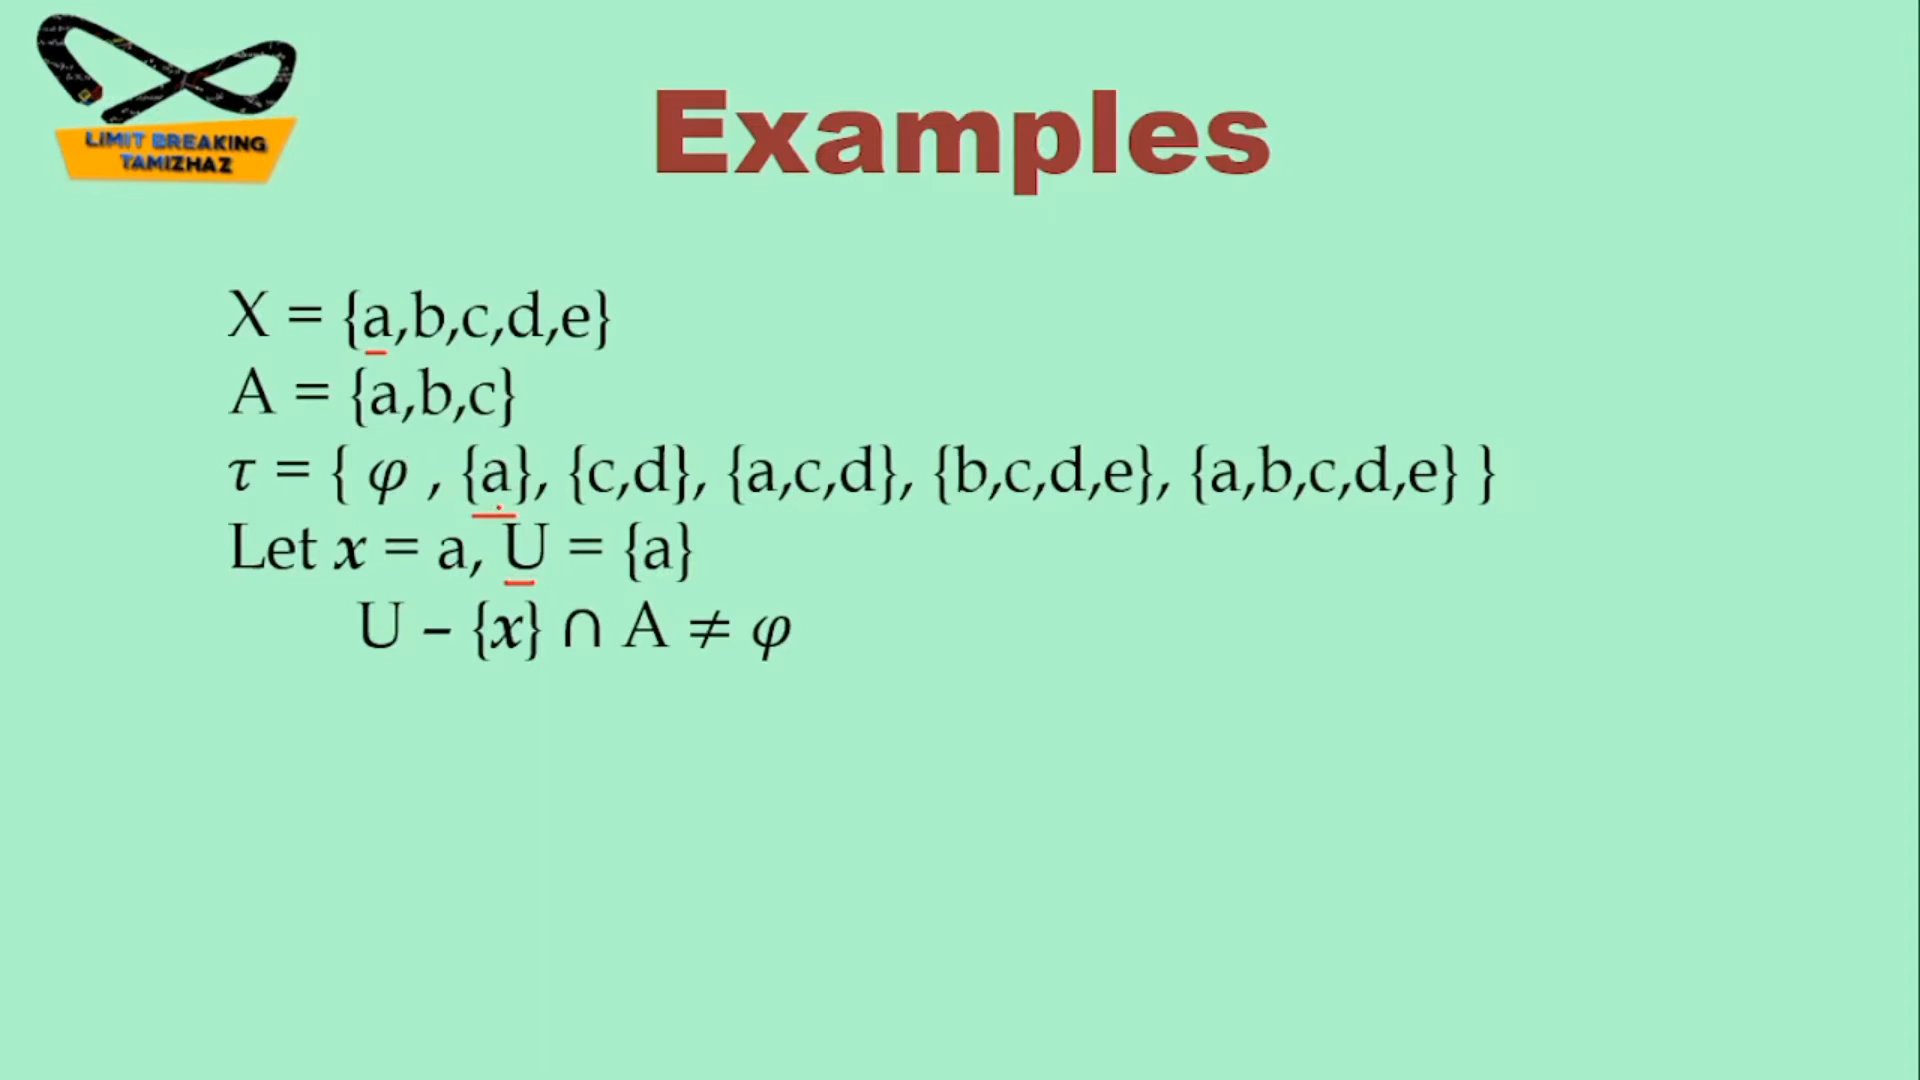 LIMIT BREAKING
TAMIZHAZ
Examples
X = {a,b,c,d,e}
A = {a,b,c}
τ = { φ , {a}, {c,d}, {a,c,d}, {b,c,d,e}, {a,b,c,d,e} }
Let x = a, U = {a}
U – {x} ∩ A ≠ φ